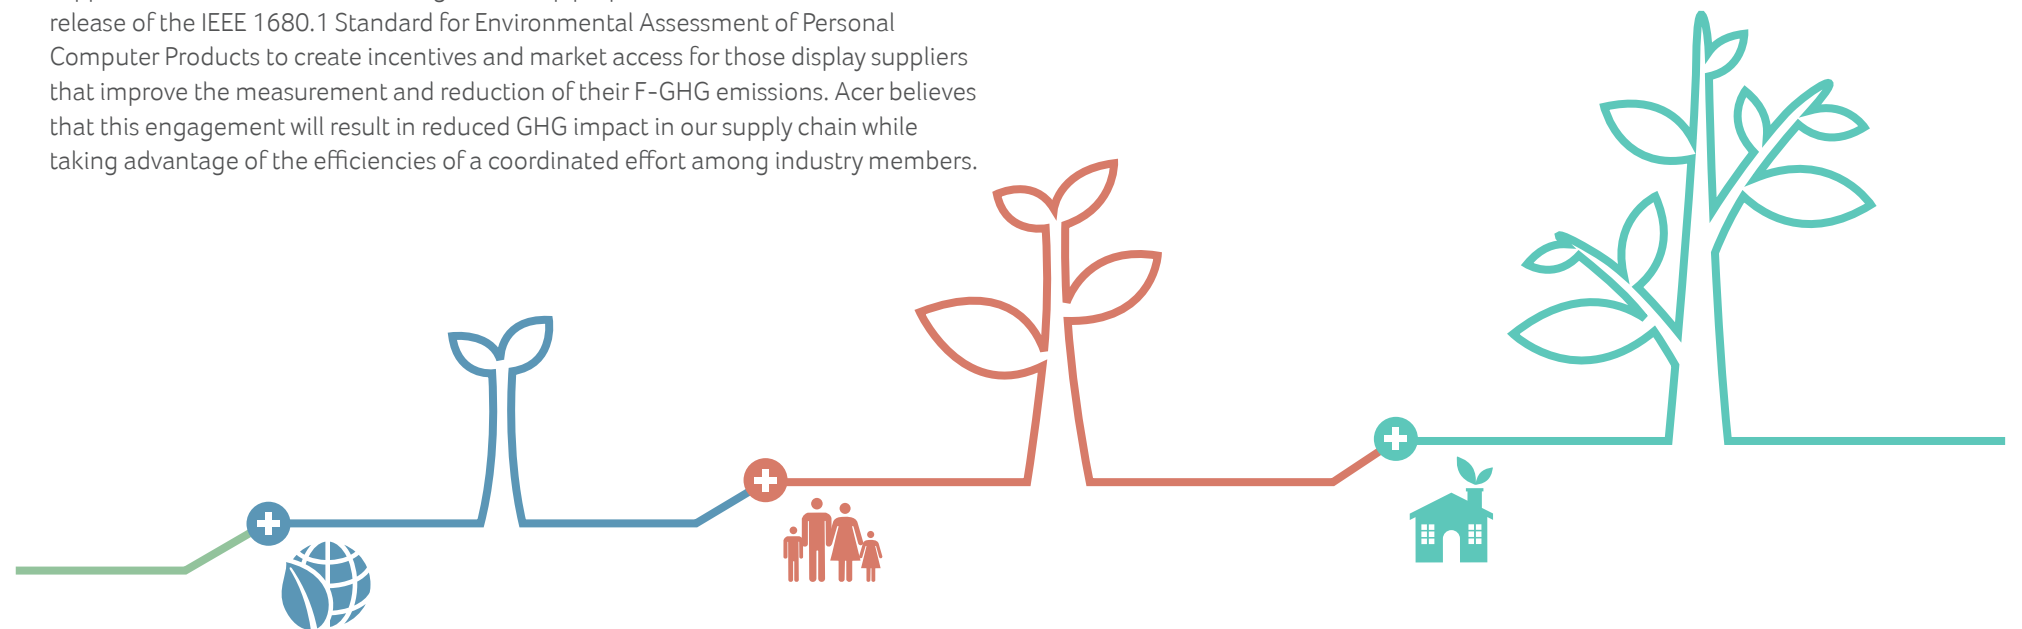 release of the IEEE 1680.1 Standard for Environmental Assessment of Personal
Computer Products to create incentives and market access for those display suppliers
that improve the measurement and reduction of their F-GHG emissions. Acer believes
that this engagement will result in reduced GHG impact in our supply chain while
taking advantage of the efficiencies of a coordinated effort among industry members.